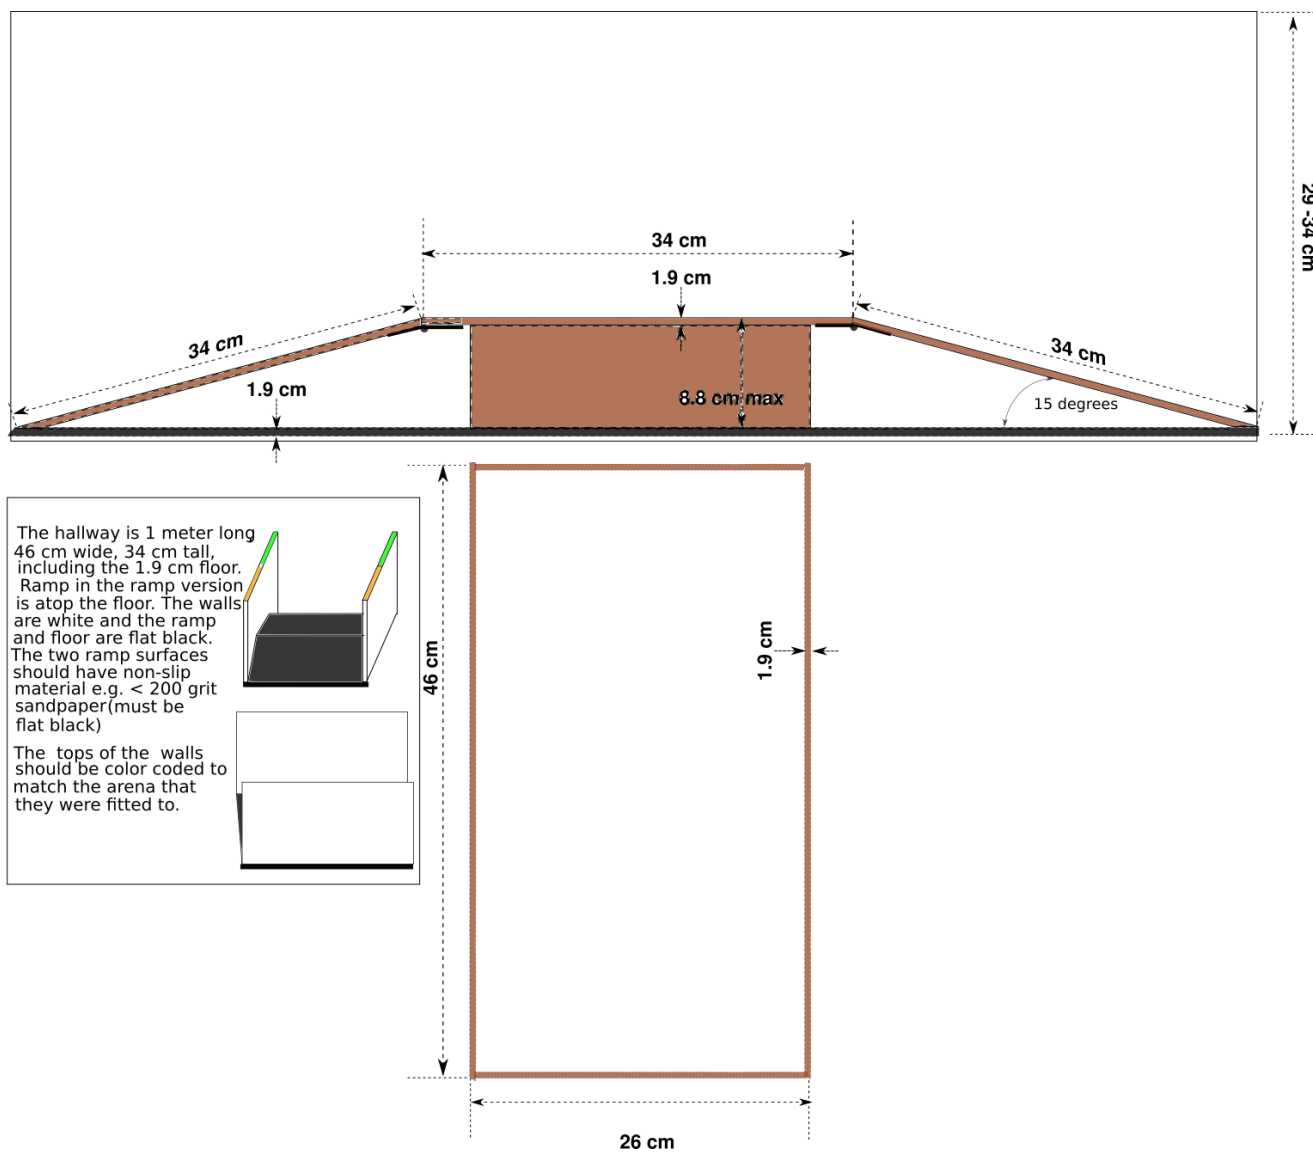 34 cm
1.9 cm
34 cm
34 cm
1.9 cm
8.8 cm max
15 degrees
29 -34 cm
The hallway is 1 meter long
46 cm wide, 34 cm tall,
including the 1.9 cm floor.
Ramp in the ramp version
is atop the floor. The walls
are white and the ramp
and floor are flat black.
The two ramp surfaces
should have non-slip
material e.g. < 200 grit
sandpaper(must be
flat black)
The tops of the walls
should be color coded to
match the arena that
they were fitted to.
46 cm
1.9 cm
26 cm